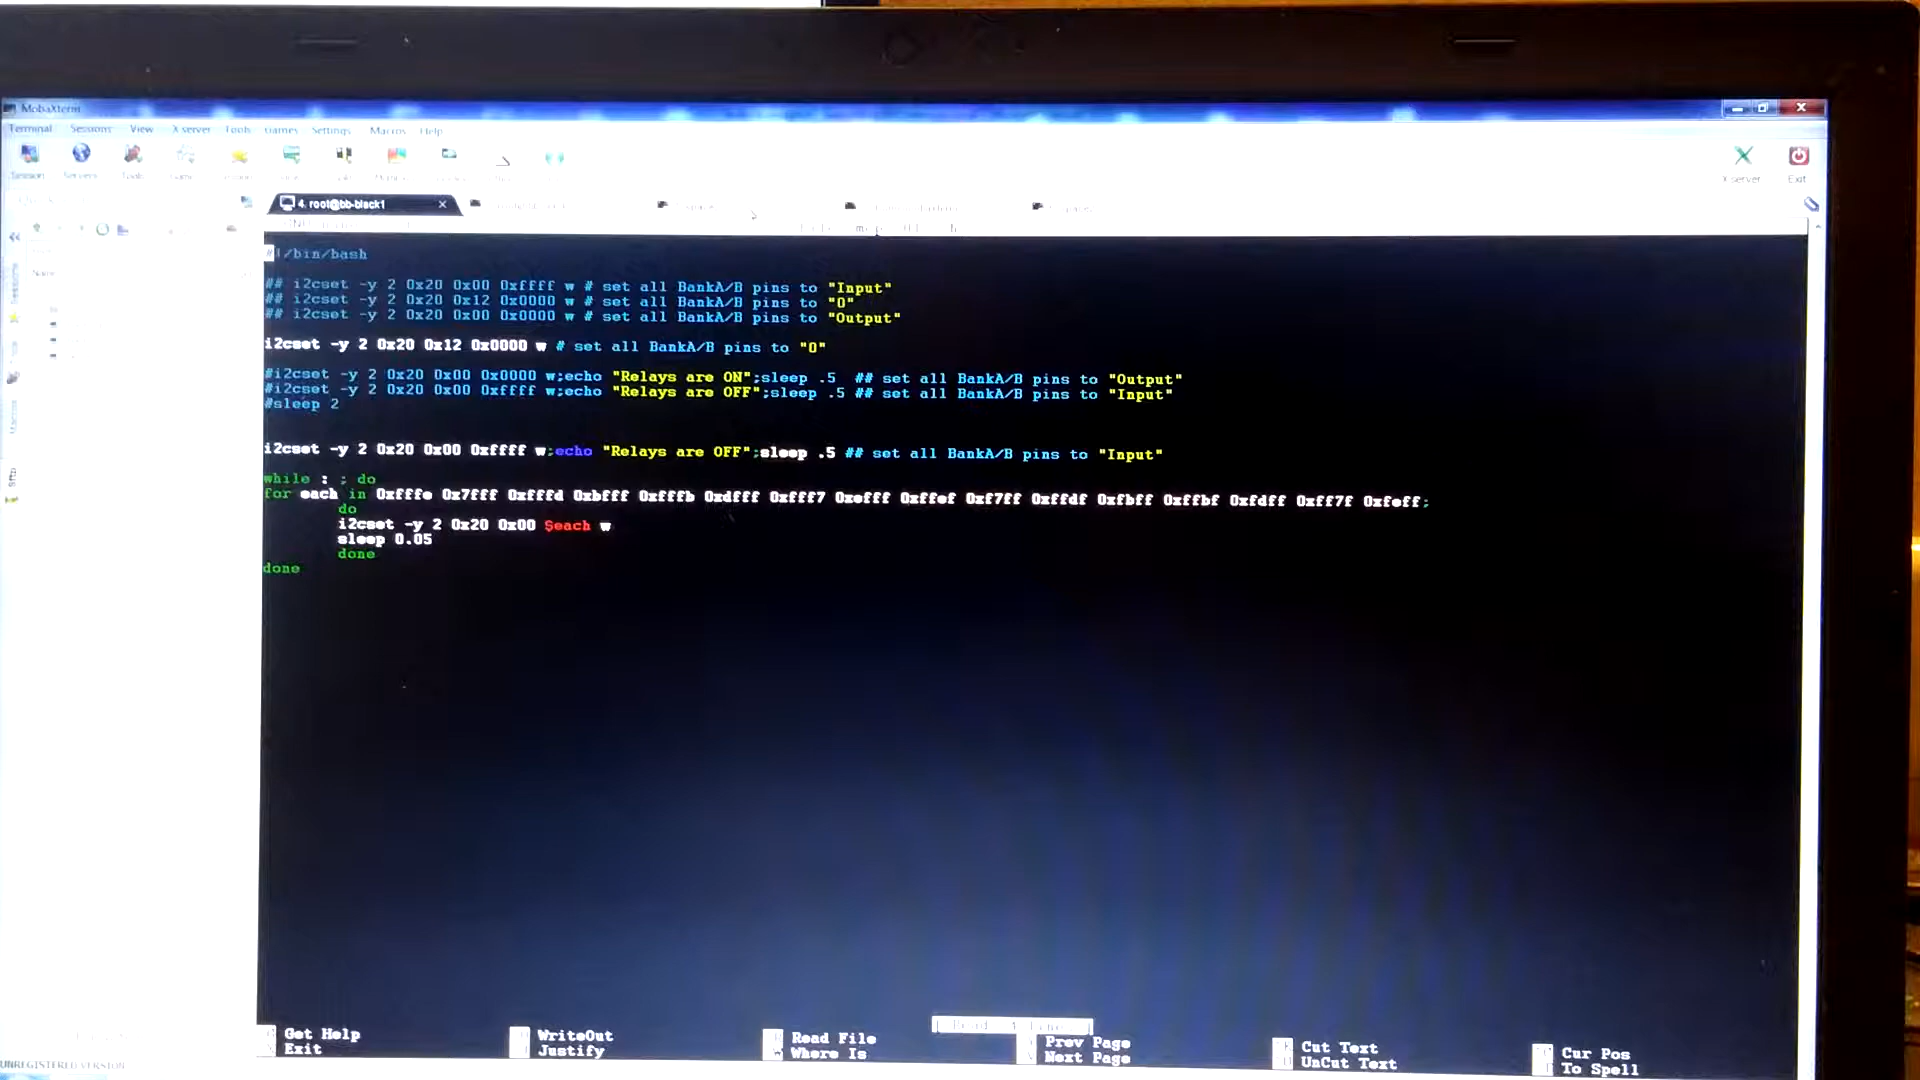 MobaXterm
Terminal Sessions View X server Tools Games Settings Macros Help
Session Servers Tools
X server Exit
4. root@bb-black1
#!/bin/bash
## i2cset -y 2 0x20 0x00 0xffff w # set all BankA/B pins to "Input"
## i2cset -y 2 0x20 0x12 0x0000 w # set all BankA/B pins to "0"
## i2cset -y 2 0x20 0x00 0x0000 w # set all BankA/B pins to "Output"
i2cset -y 2 0x20 0x12 0x0000 w # set all BankA/B pins to "0"
#i2cset -y 2 0x20 0x00 0x0000 w;echo "Relays are ON";sleep .5 ## set all BankA/B pins to "Output"
#i2cset -y 2 0x20 0x00 0xffff w;echo "Relays are OFF";sleep .5 ## set all BankA/B pins to "Input"
#sleep 2
i2cset -y 2 0x20 0x00 0xffff w;echo "Relays are OFF";sleep .5 ## set all BankA/B pins to "Input"
while : ; do
for each in 0xfffe 0x7fff 0xfffd 0xbfff 0xfffb 0xdfff 0xfff7 0xefff 0xffef 0xf7ff 0xffdf 0xfbff 0xffbf 0xfdff 0xff7f 0xfeff;
do
i2cset -y 2 0x20 0x00 $each w
sleep 0.05
done
done
Get Help WriteOut Read File Prev Page Cut Text Cur Pos
Exit Justify Where Is Next Page UnCut Text To Spell
UNREGISTERED VERSION